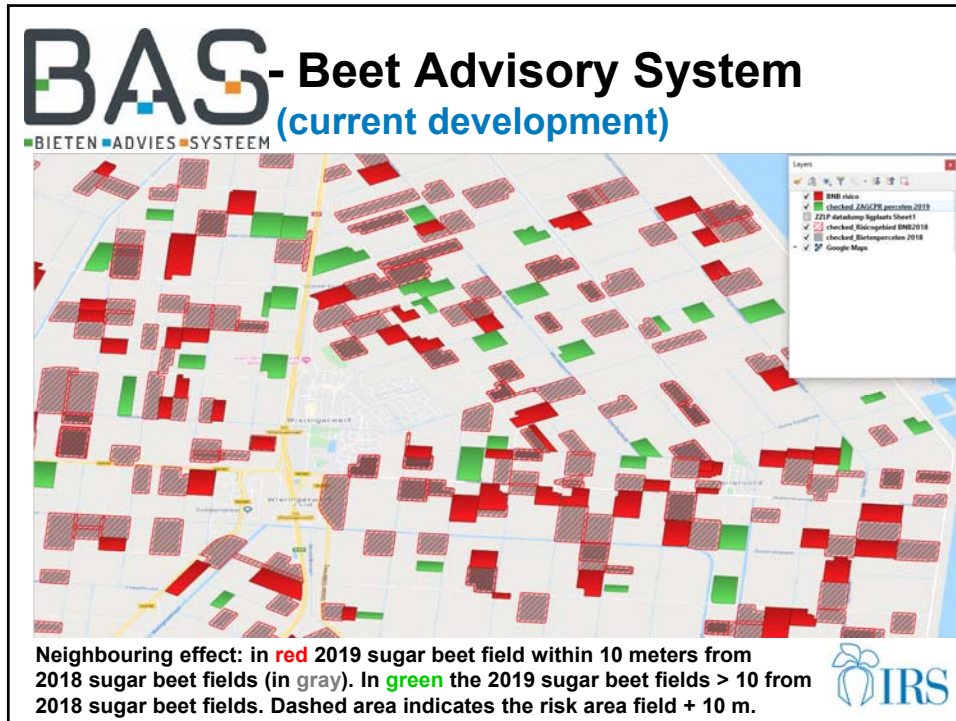 BAS - Beet Advisory System
BIETEN ADVIES SYSTEEM (current development)
Layers
BNB risico
checked_ZAGCPR percelen 2019
ZZLP datadump ligplaats Sheet1
checked_Risicogebied BNB2018
checked_Bietenpercelen 2018
Google Maps
Wieringerwerf
Wieringerwerf
Neighbouring effect: in red 2019 sugar beet field within 10 meters from
2018 sugar beet fields (in gray). In green the 2019 sugar beet fields > 10 from
2018 sugar beet fields. Dashed area indicates the risk area field + 10 m.
IRS